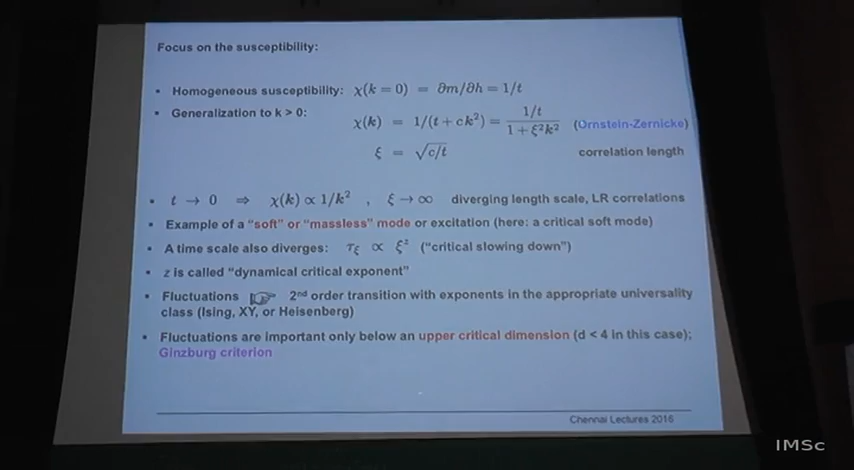 Focus on the susceptibility:
• Homogeneous susceptibility: χ(k = 0) = ∂m/∂h = 1/t
• Generalization to k > 0:
χ(k) = 1/(t + ck²) = 1/t / 1 + ξ²k² (Ornstein-Zernicke)
ξ = √c/t correlation length
• t → 0 ⇒ χ(k) ∝ 1/k² , ξ → ∞ diverging length scale, LR correlations
• Example of a "soft" or "massless" mode or excitation (here: a critical soft mode)
• A time scale also diverges: τξ ∝ ξᶻ ("critical slowing down")
• z is called "dynamical critical exponent"
• Fluctuations ☞ 2nd order transition with exponents in the appropriate universality
class (Ising, XY, or Heisenberg)
• Fluctuations are important only below an upper critical dimension (d < 4 in this case);
Ginzburg criterion
Chennai Lectures 2016
IMSc